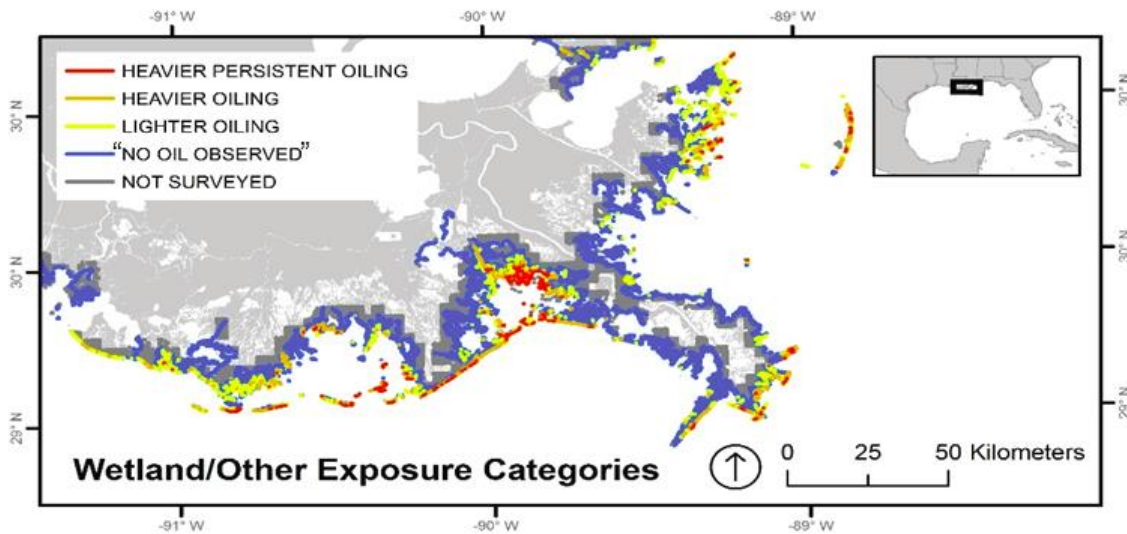 -91° W
-90° W
-89° W
HEAVIER PERSISTENT OILING
HEAVIER OILING
LIGHTER OILING
“NO OIL OBSERVED”
NOT SURVEYED
30° N
30° N
30° N
30° N
29° N
29° N
Wetland/Other Exposure Categories
0 25 50 Kilometers
-91° W
-90° W
-89° W